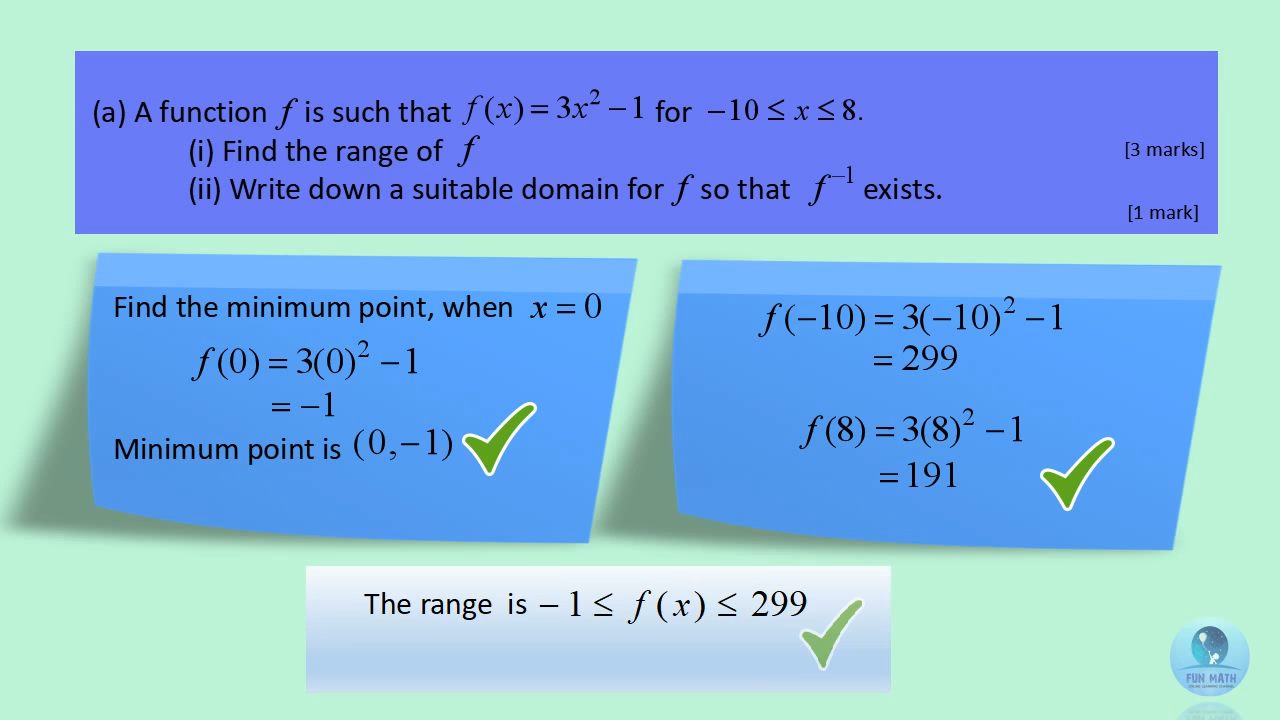 (a) A function f is such that f(x) = 3x² − 1 for −10 ≤ x ≤ 8.
(i) Find the range of f
[3 marks]
(ii) Write down a suitable domain for f so that f⁻¹ exists.
[1 mark]
Find the minimum point, when x = 0
f(0) = 3(0)² − 1
= −1
Minimum point is (0, −1)
f(−10) = 3(−10)² − 1
= 299
f(8) = 3(8)² − 1
= 191
The range is − 1 ≤ f(x) ≤ 299
FUN MATH